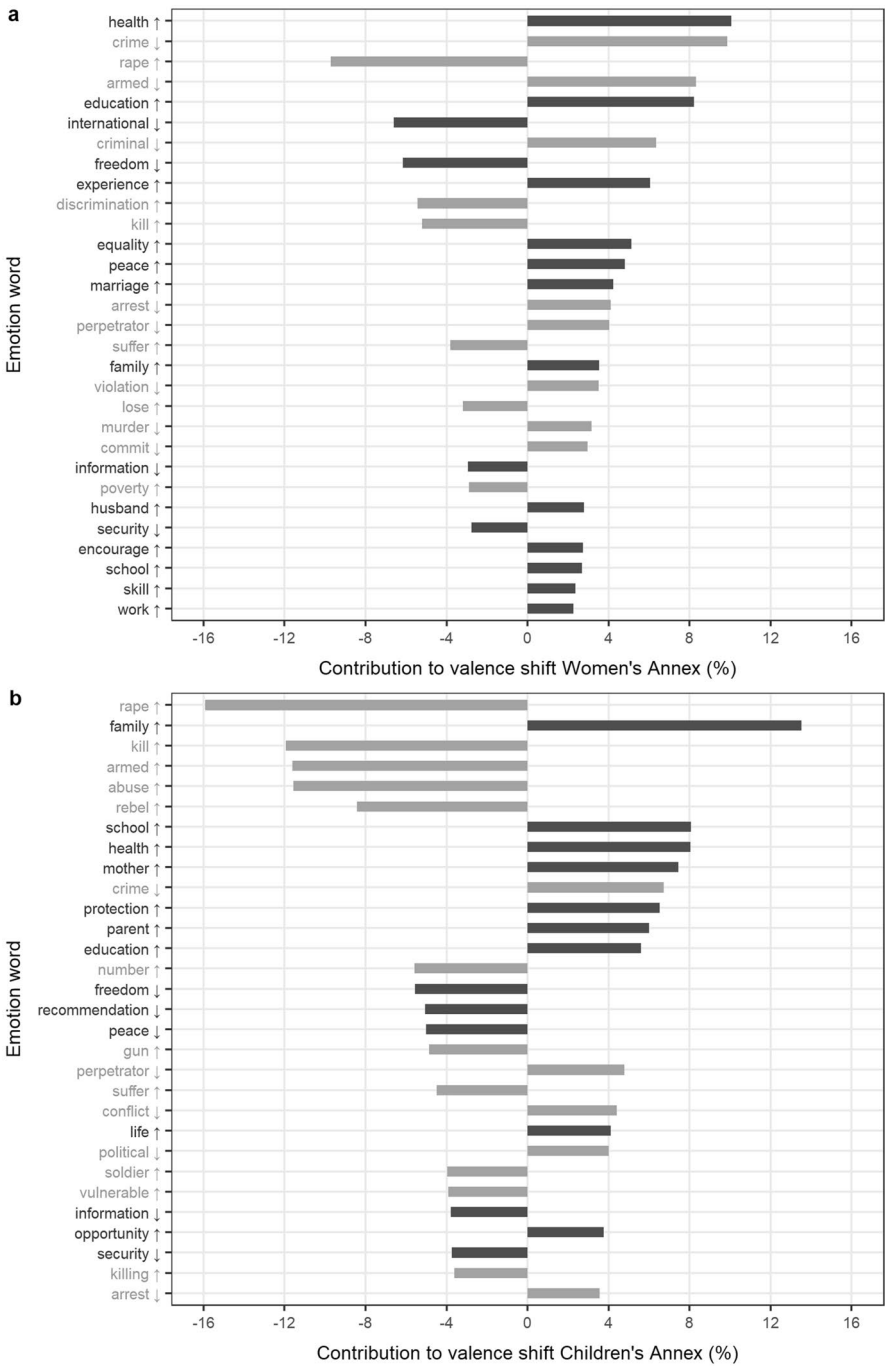 a
Emotion word
health ↑
crime ↓
rape ↑
armed ↓
education ↑
international ↓
criminal ↓
freedom ↓
experience ↑
discrimination ↑
kill ↑
equality ↑
peace ↑
marriage ↑
arrest ↓
perpetrator ↓
suffer ↑
family ↑
violation ↓
lose ↑
murder ↓
commit ↓
information ↓
poverty ↑
husband ↑
security ↓
encourage ↑
school ↑
skill ↑
work ↑
-16 -12 -8 -4 0 4 8 12 16
Contribution to valence shift Women's Annex (%)
b
Emotion word
rape ↑
family ↑
kill ↑
armed ↑
abuse ↑
rebel ↑
school ↑
health ↑
mother ↑
crime ↓
protection ↑
parent ↑
education ↑
number ↑
freedom ↓
recommendation ↓
peace ↓
gun ↑
perpetrator ↓
suffer ↑
conflict ↓
life ↑
political ↓
soldier ↑
vulnerable ↑
information ↓
opportunity ↑
security ↓
killing ↑
arrest ↓
-16 -12 -8 -4 0 4 8 12 16
Contribution to valence shift Children's Annex (%)